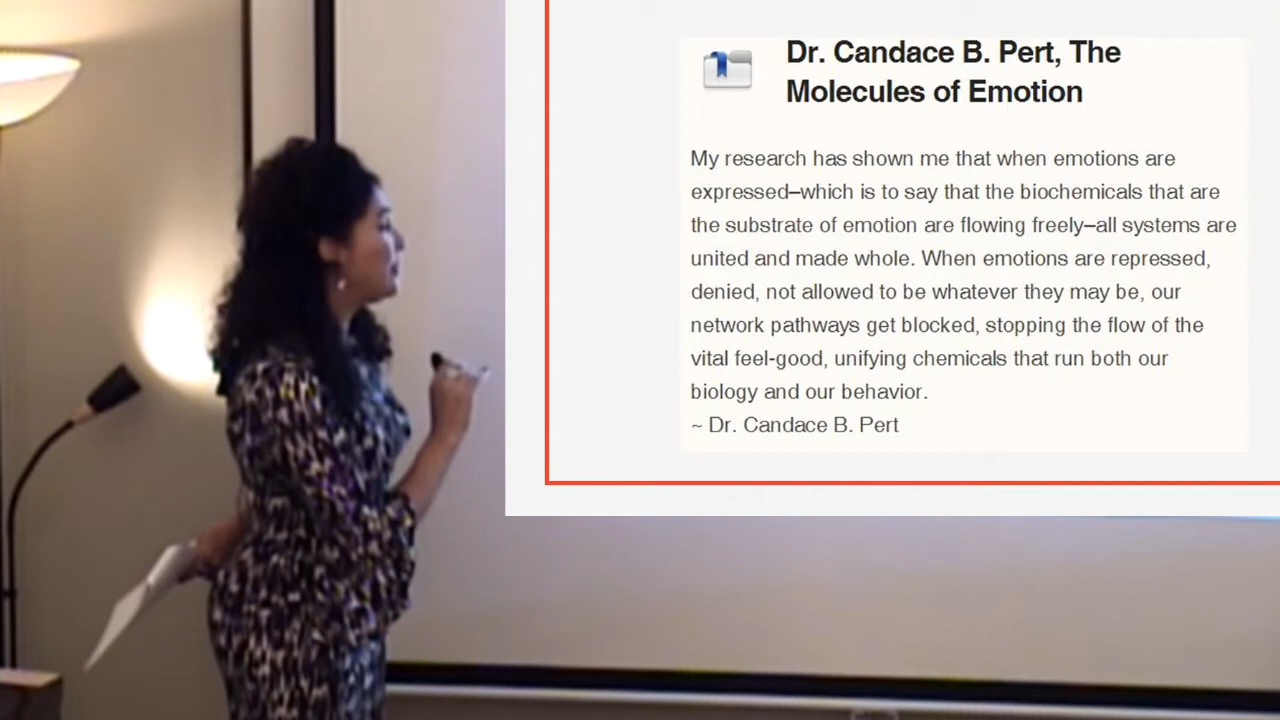 Dr. Candace B. Pert, The
Molecules of Emotion
My research has shown me that when emotions are
expressed–which is to say that the biochemicals that are
the substrate of emotion are flowing freely–all systems are
united and made whole. When emotions are repressed,
denied, not allowed to be whatever they may be, our
network pathways get blocked, stopping the flow of the
vital feel-good, unifying chemicals that run both our
biology and our behavior.
~ Dr. Candace B. Pert